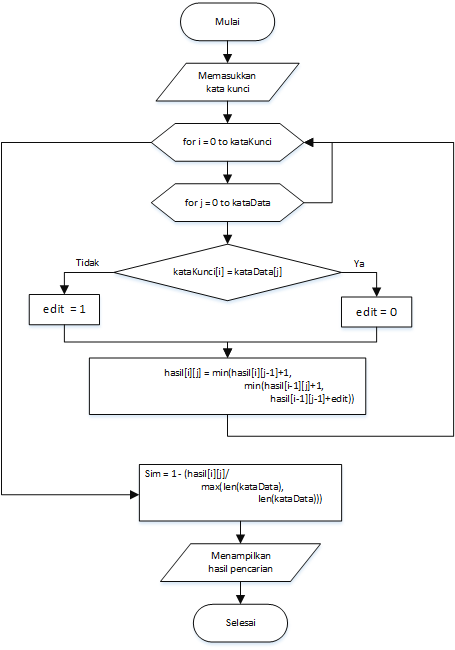 Mulai
Memasukkan
kata kunci
for i = 0 to kataKunci
for j = 0 to kataData
kataKunci[i] = kataData[j]
Tidak
Ya
edit = 1
edit = 0
hasil[i][j] = min(hasil[i][j-1]+1,
min(hasil[i-1][j]+1,
hasil[i-1][j-1]+edit))
Sim = 1 - (hasil[i][j]/
max(len(kataData),
len(kataData)))
Menampilkan
hasil pencarian
Selesai